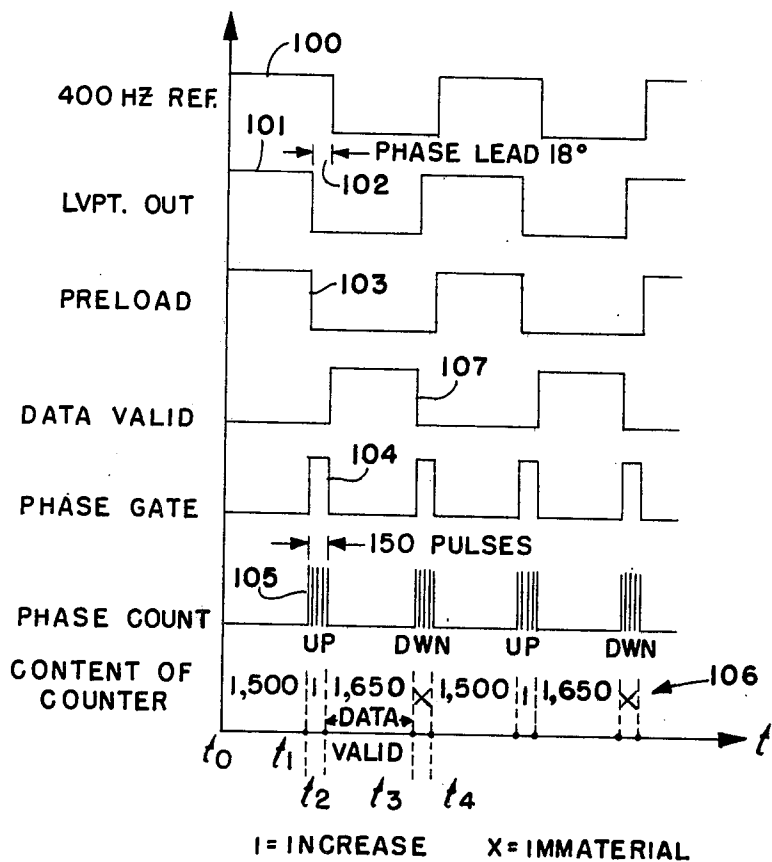 100
400 HZ REF.
101
PHASE LEAD 18°
102
LVPT. OUT
103
PRELOAD
107
DATA VALID
104
PHASE GATE
150 PULSES
105
PHASE COUNT
UP DWN UP DWN
CONTENT OF COUNTER
1,500 I 1,650 X 1,500 I 1,650 X
106
DATA
VALID
t
t0 t1 t2 t3 t4
I = INCREASE X = IMMATERIAL